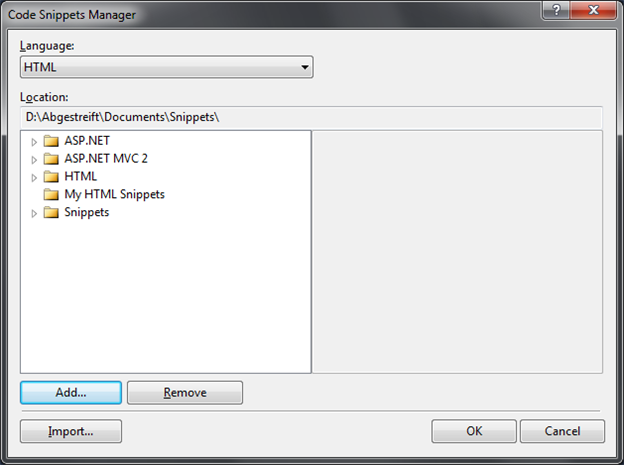 Code Snippets Manager
?
Language:
HTML
Location:
D:\Abgestreift\Documents\Snippets\
ASP.NET
ASP.NET MVC 2
HTML
My HTML Snippets
Snippets
Add...
Remove
Import...
OK
Cancel